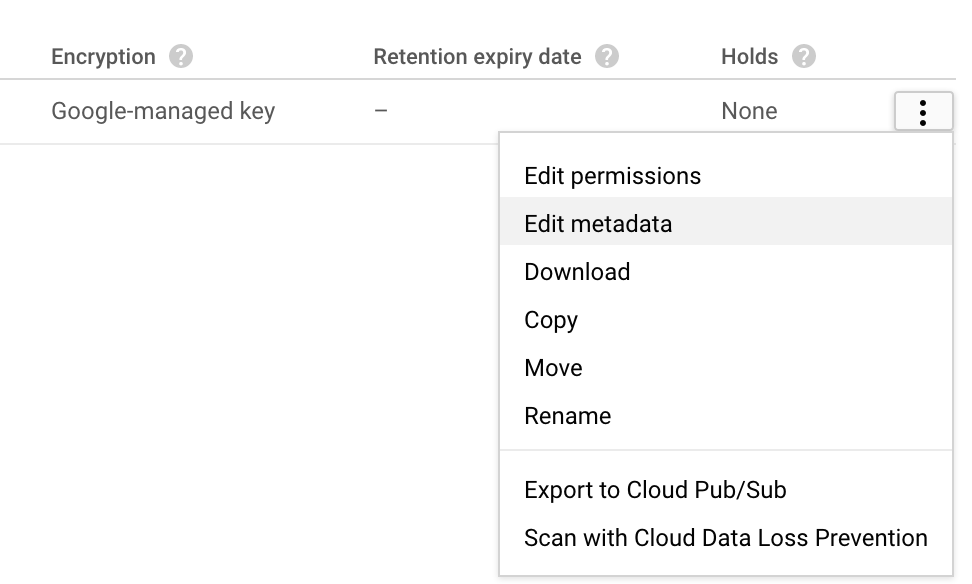 Encryption ? Retention expiry date ? Holds ?
Google-managed key – None
Edit permissions
Edit metadata
Download
Copy
Move
Rename
Export to Cloud Pub/Sub
Scan with Cloud Data Loss Prevention